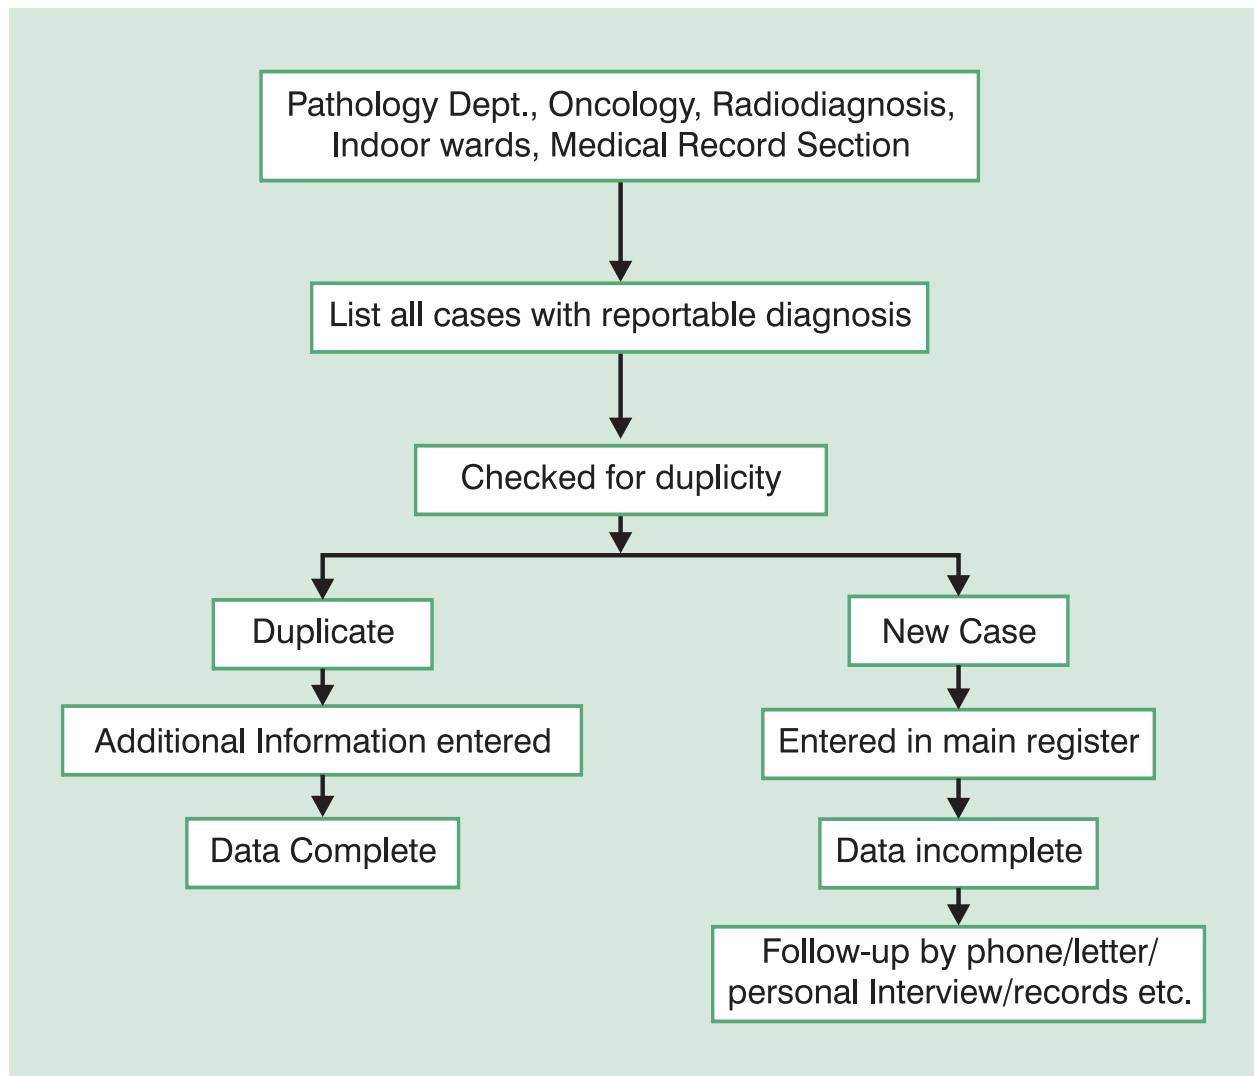 Pathology Dept., Oncology, Radiodiagnosis,
Indoor wards, Medical Record Section
List all cases with reportable diagnosis
Checked for duplicity
Duplicate
New Case
Additional Information entered
Entered in main register
Data Complete
Data incomplete
Follow-up by phone/letter/
personal Interview/records etc.